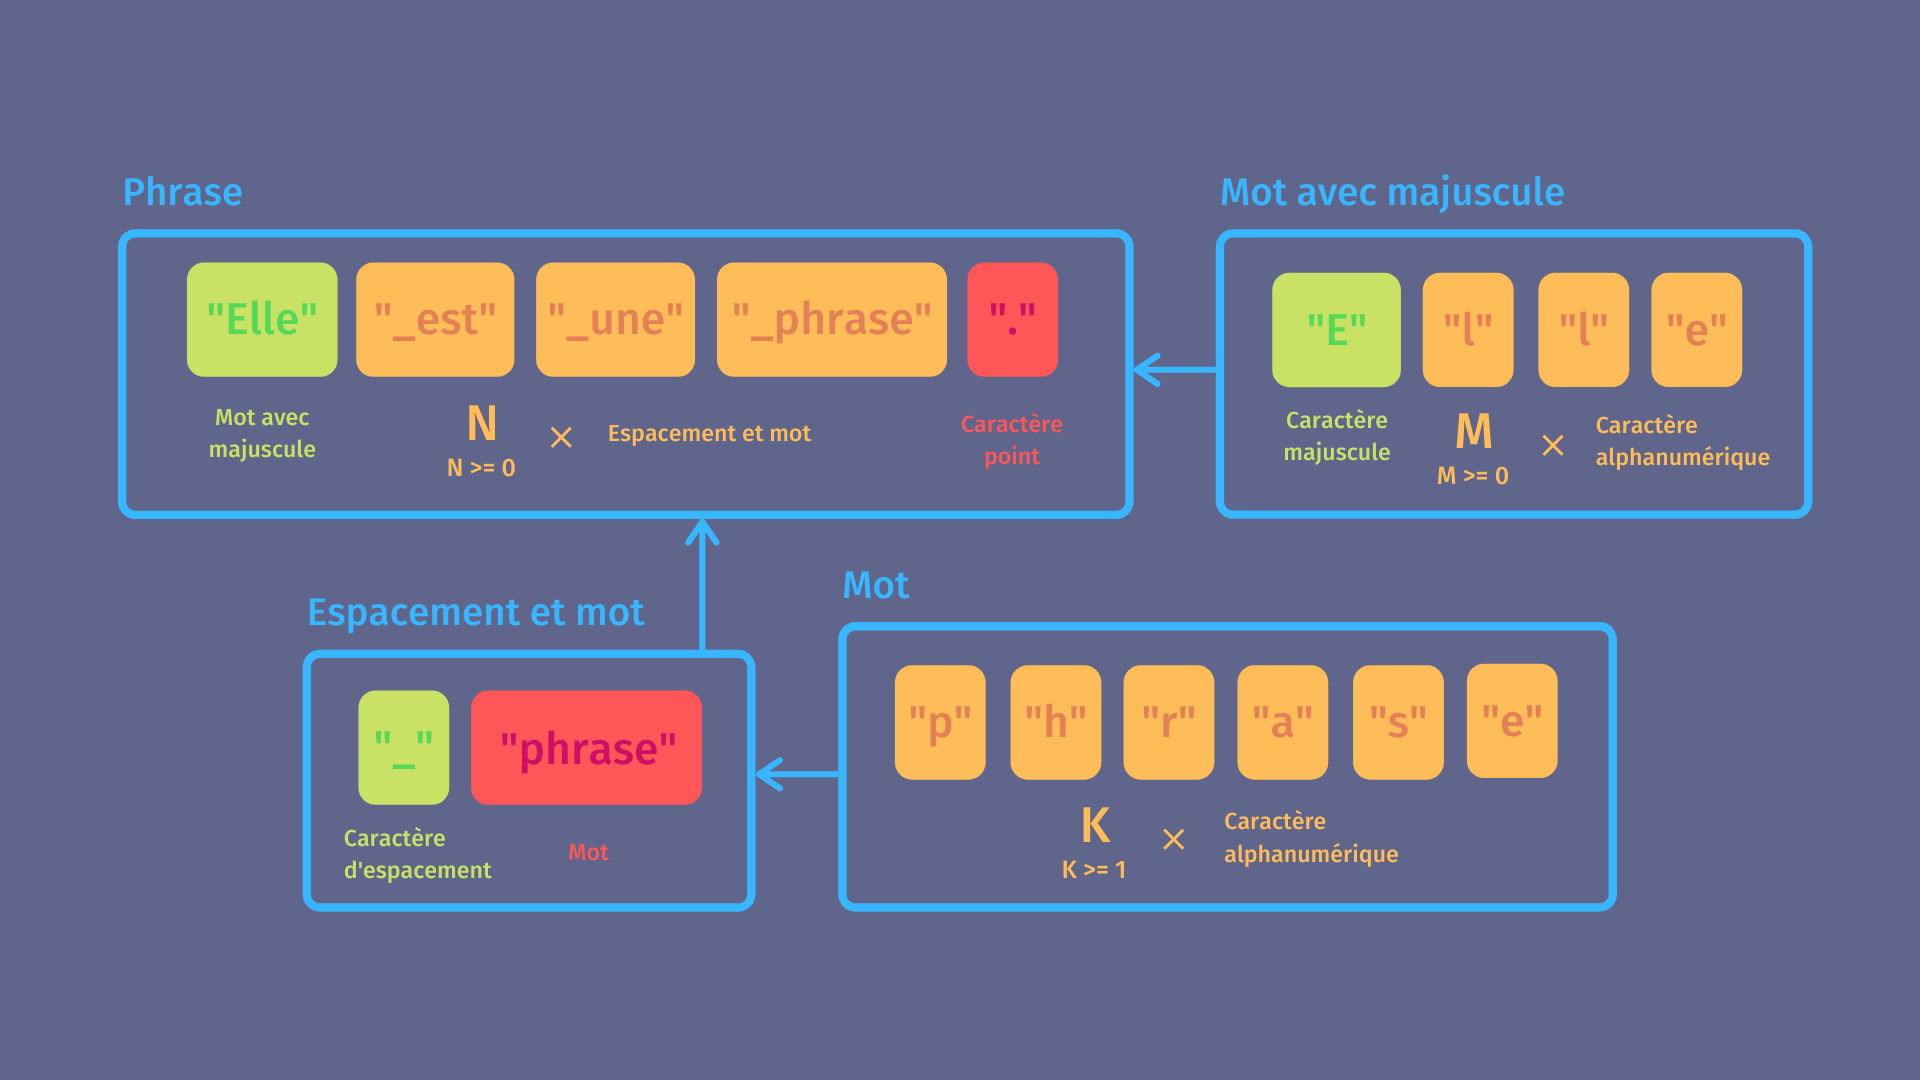 Phrase
"Elle" "_est" "_une" "_phrase" "."
Mot avec
majuscule
N
N >= 0
×
Espacement et mot
Caractère
point
Mot avec majuscule
"E" "l" "l" "e"
Caractère
majuscule
M
M >= 0
×
Caractère
alphanumérique
Espacement et mot
"_" "phrase"
Caractère
d'espacement
Mot
Mot
"p" "h" "r" "a" "s" "e"
K
K >= 1
×
Caractère
alphanumérique